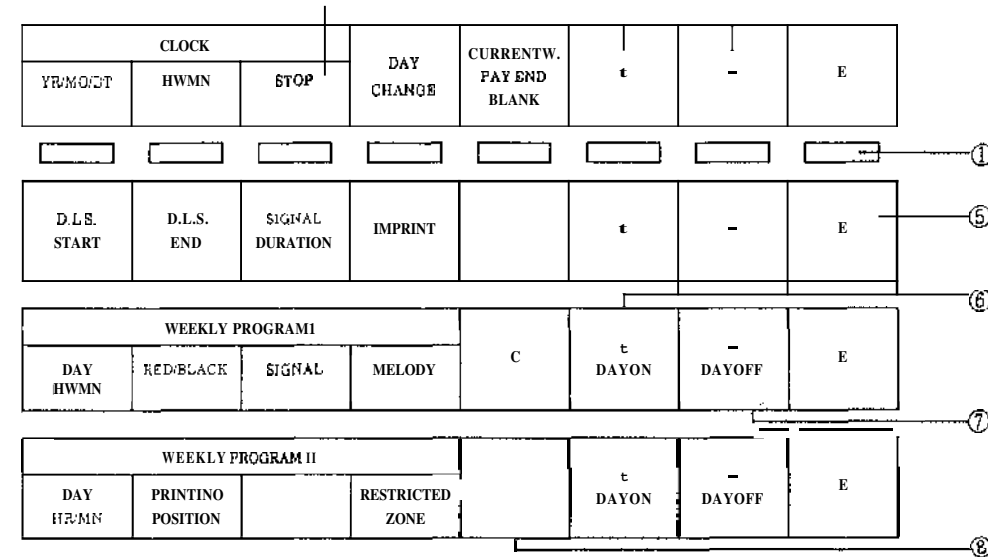 CLOCK
YR/MO/DT
HWMN
STOP
DAY
CHANGE
CURRENTW.
PAY END
BLANK
t
-
E
①
D.L.S.
START
D.L.S.
END
SIGNAL
DURATION
IMPRINT
t
-
E
⑤
⑥
WEEKLY PROGRAM1
DAY
HWMN
RED/BLACK
SIGNAL
MELODY
C
t
DAYON
-
DAYOFF
E
⑦
WEEKLY PROGRAM II
DAY
HR/MN
PRINTINO
POSITION
RESTRICTED
ZONE
t
DAYON
-
DAYOFF
E
⑧